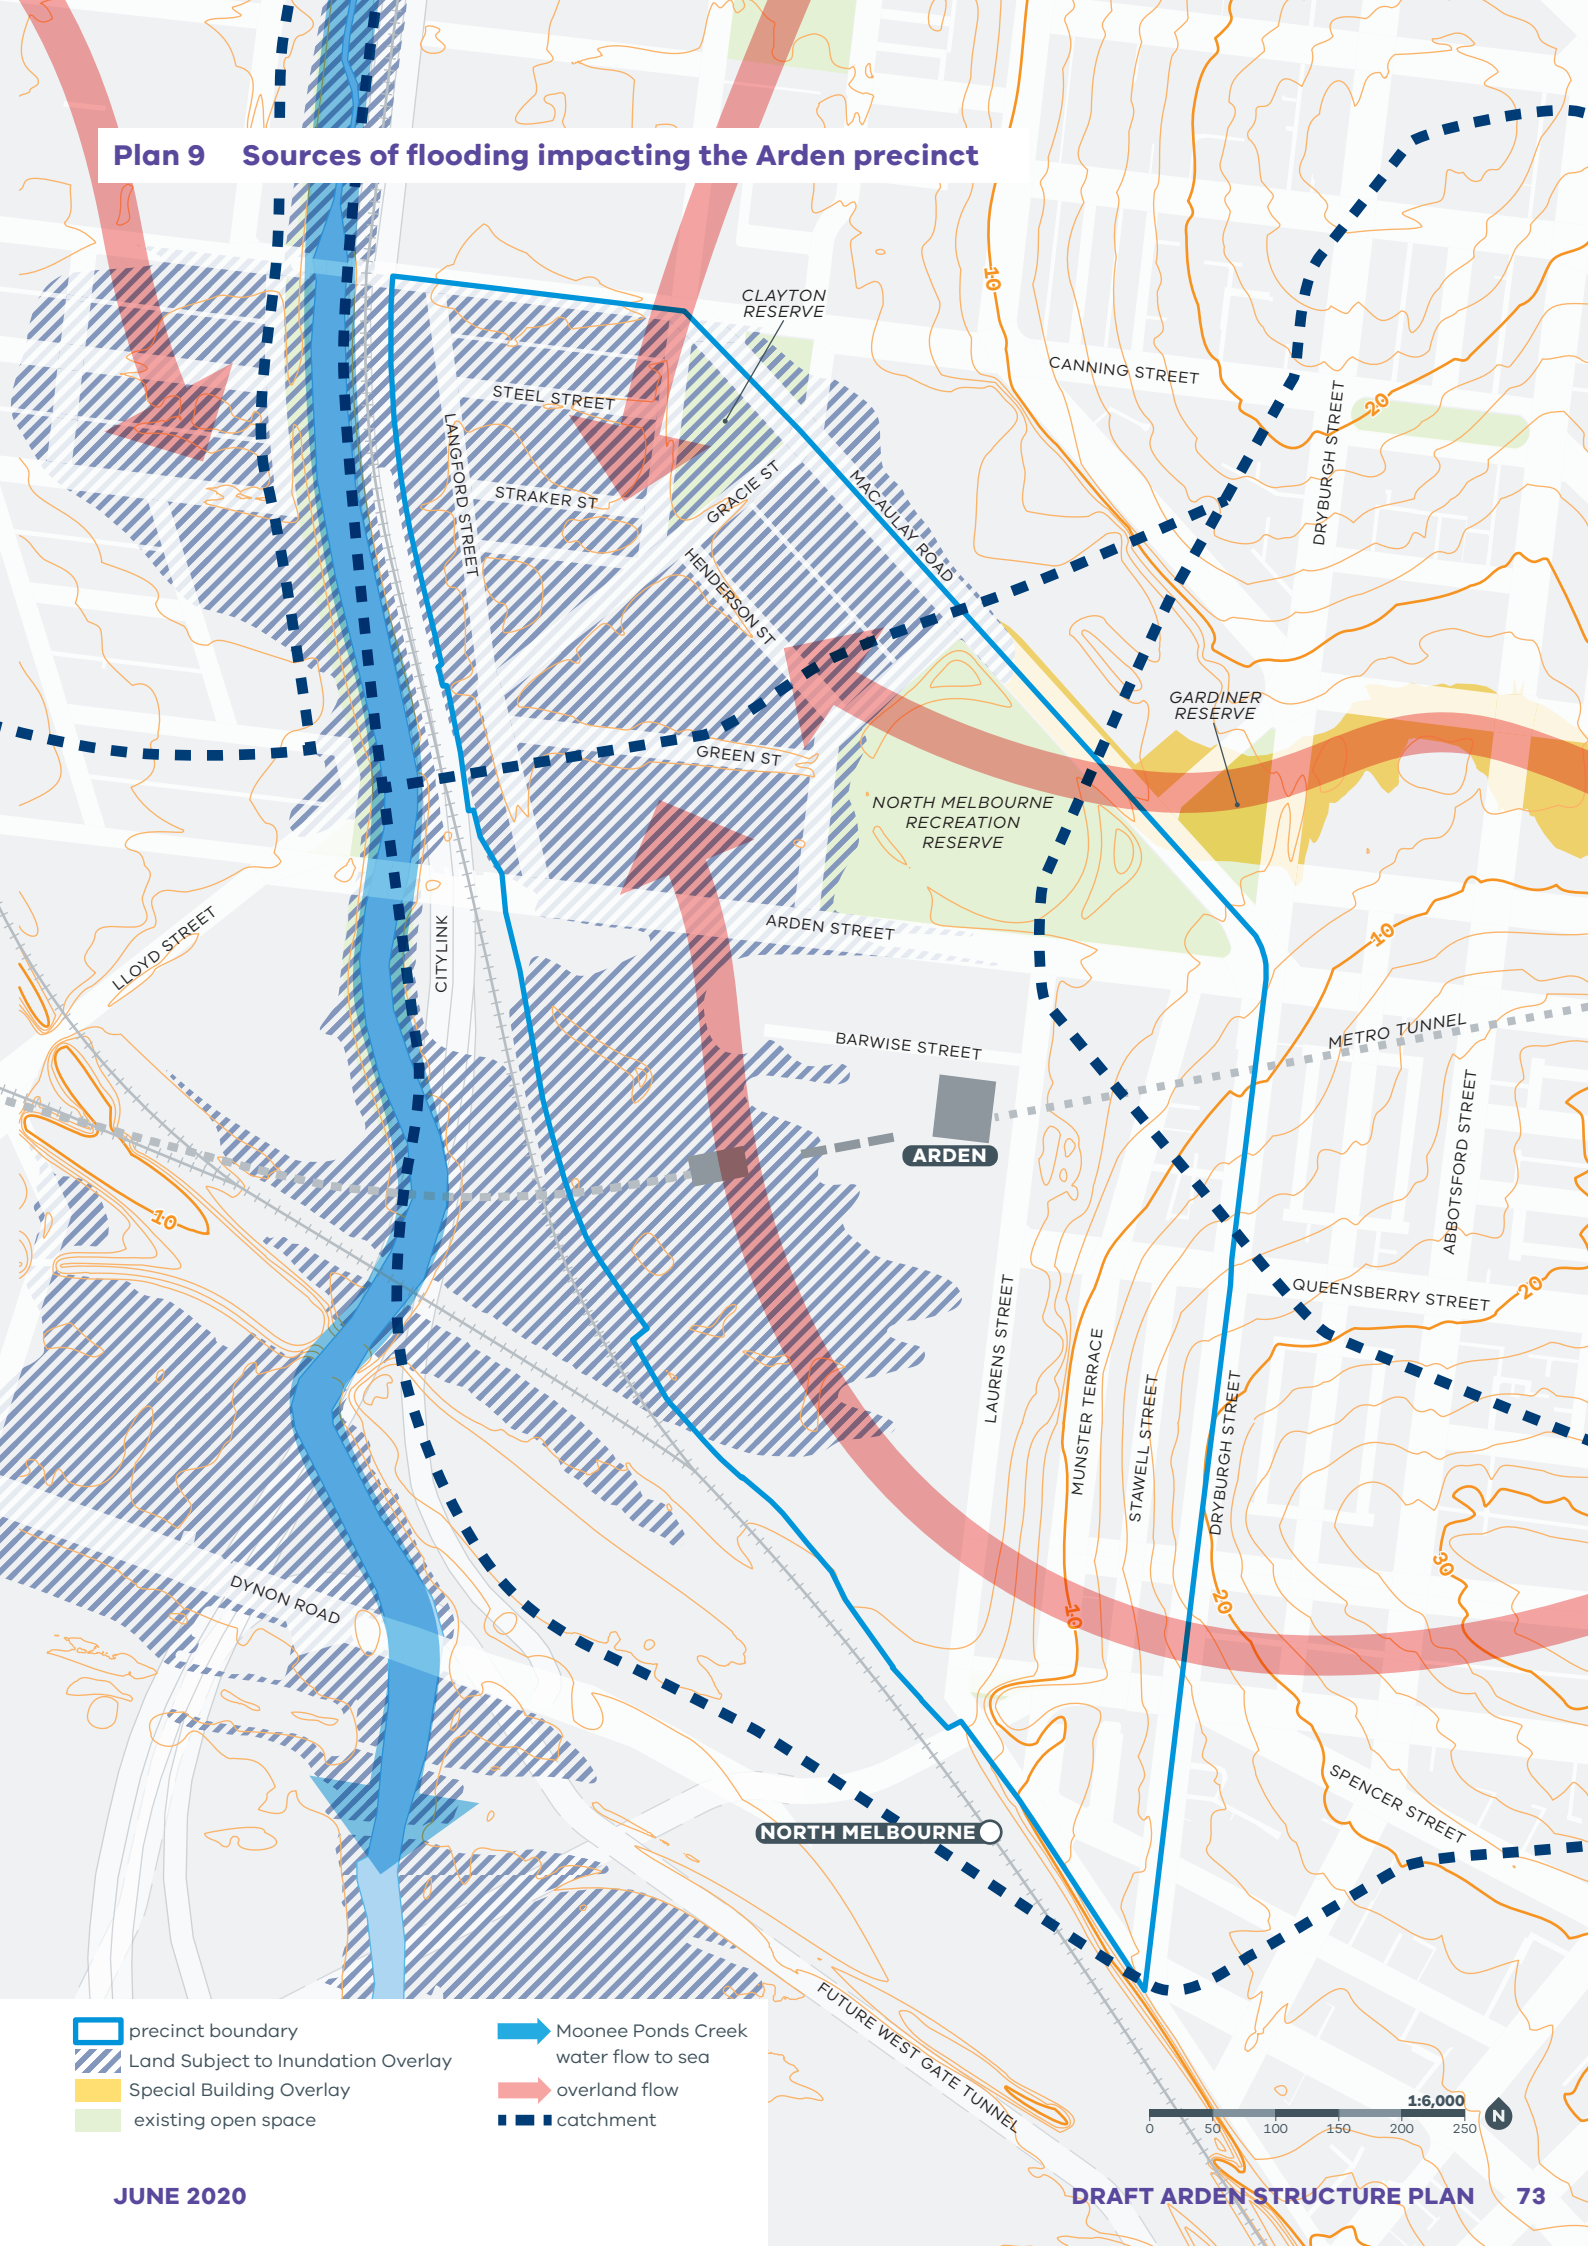 Plan 9 Sources of flooding impacting the Arden precinct
10
CLAYTON
RESERVE
CANNING STREET
20
STEEL STREET
DRYBURGH STREET
LANGFORD STREET
STRAKER ST
GRACIE ST
MACAULAY ROAD
HENDERSON ST
GARDINER
RESERVE
GREEN ST
NORTH MELBOURNE
RECREATION
RESERVE
ARDEN STREET
10
LLOYD STREET
CITYLINK
METRO TUNNEL
BARWISE STREET
ARDEN
ABBOTSFORD STREET
10
QUEENSBERRY STREET
20
LAURENS STREET
MUNSTER TERRACE
STAWELL STREET
DRYBURGH STREET
30
DYNON ROAD
10
20
SPENCER STREET
NORTH MELBOURNE
FUTURE WEST GATE TUNNEL
precinct boundary
Land Subject to Inundation Overlay
Special Building Overlay
existing open space
Moonee Ponds Creek
water flow to sea
overland flow
catchment
1:6,000
0 50 100 150 200 250
N
JUNE 2020
DRAFT ARDEN STRUCTURE PLAN 73